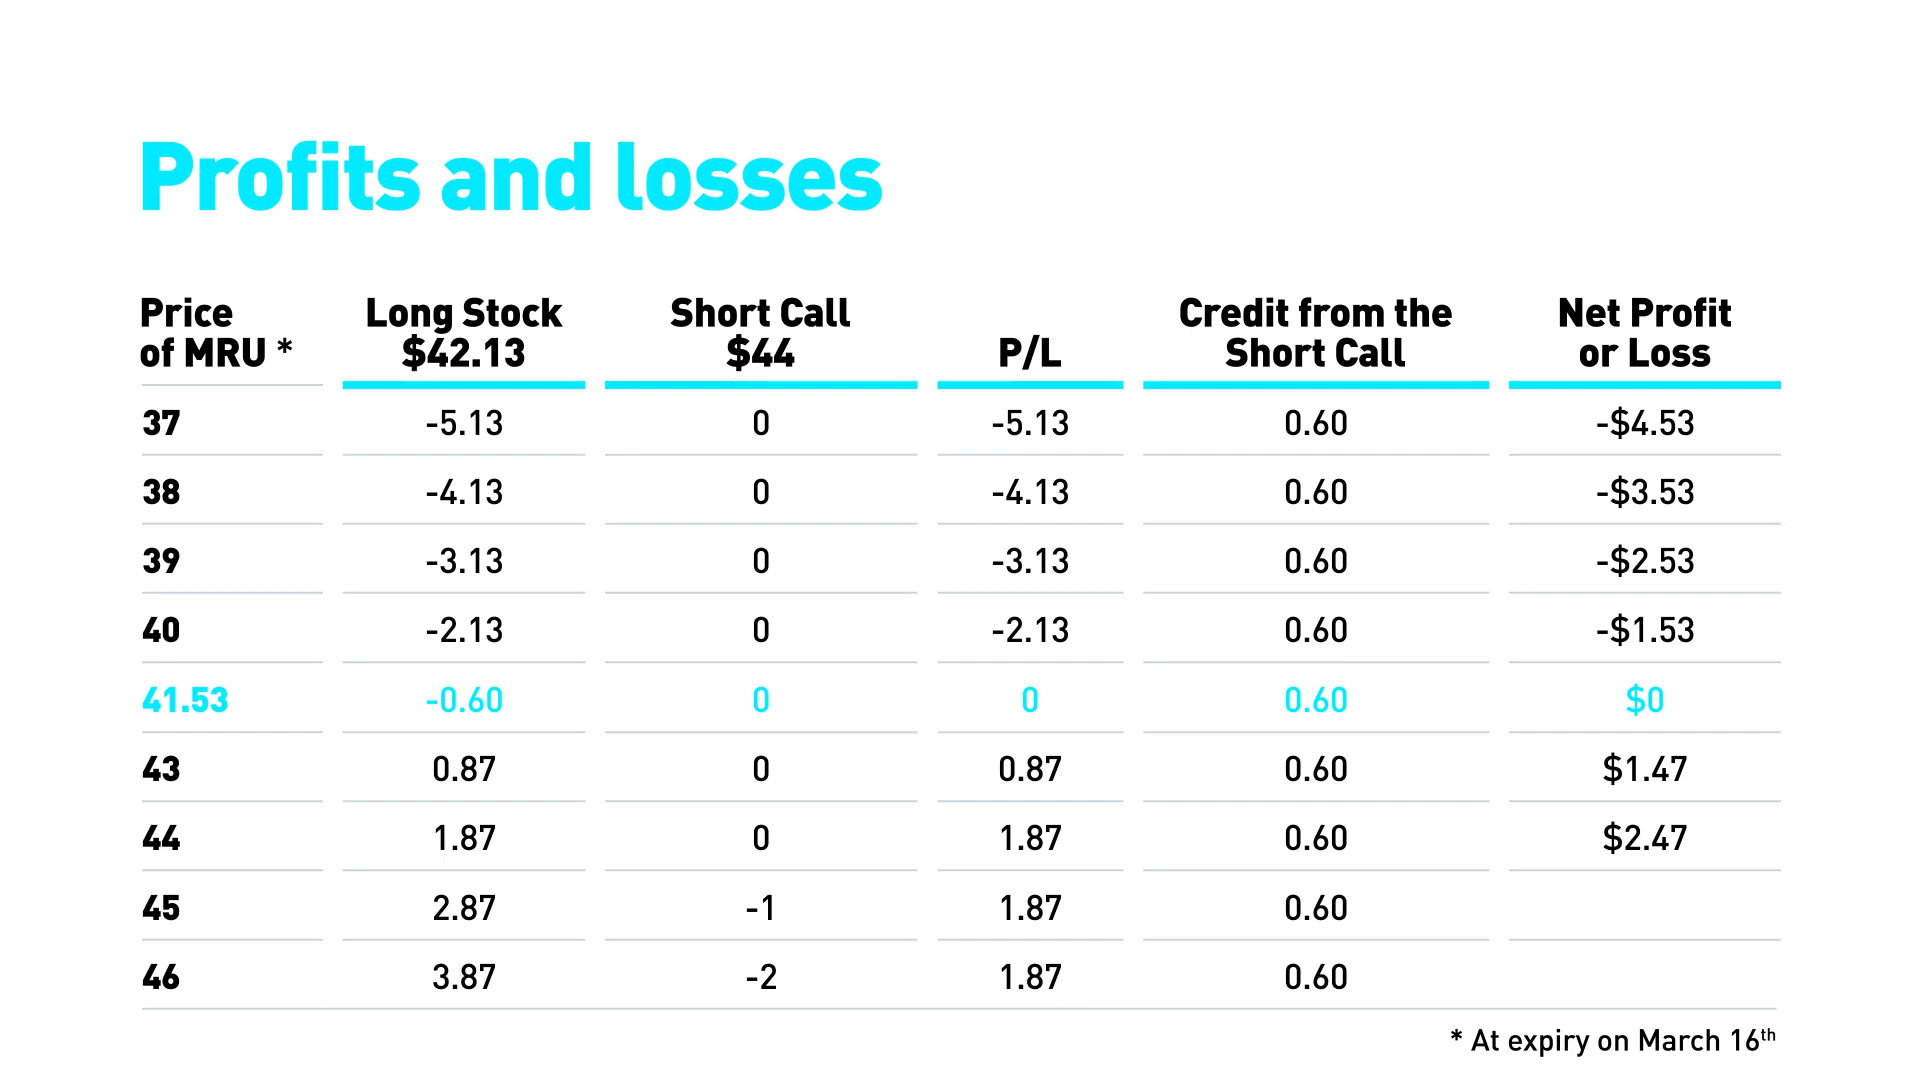 Profits and losses
Price of MRU * Long Stock $42.13 Short Call $44 P/L Credit from the Short Call Net Profit or Loss
37 -5.13 0 -5.13 0.60 -$4.53
38 -4.13 0 -4.13 0.60 -$3.53
39 -3.13 0 -3.13 0.60 -$2.53
40 -2.13 0 -2.13 0.60 -$1.53
41.53 -0.60 0 0 0.60 $0
43 0.87 0 0.87 0.60 $1.47
44 1.87 0 1.87 0.60 $2.47
45 2.87 -1 1.87 0.60
46 3.87 -2 1.87 0.60
* At expiry on March 16th